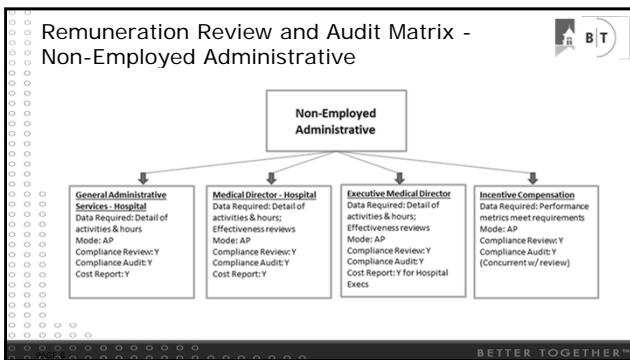 Remuneration Review and Audit Matrix -
Non-Employed Administrative
B|T
Non-Employed
Administrative
General Administrative
Services - Hospital
Data Required: Detail of
activities & hours
Mode: AP
Compliance Review: Y
Compliance Audit: Y
Cost Report: Y
Medical Director - Hospital
Data Required: Detail of
activities & hours;
Effectiveness reviews
Mode: AP
Compliance Review: Y
Compliance Audit: Y
Cost Report: Y
Executive Medical Director
Data Required: Detail of
activities & hours;
Effectiveness reviews
Mode: AP
Compliance Review: Y
Compliance Audit: Y
Cost Report: Y for Hospital
Execs
Incentive Compensation
Data Required: Performance
metrics meet requirements
Mode: AP
Compliance Review: Y
Compliance Audit: Y
(Concurrent w/ review)
BETTER TOGETHER™